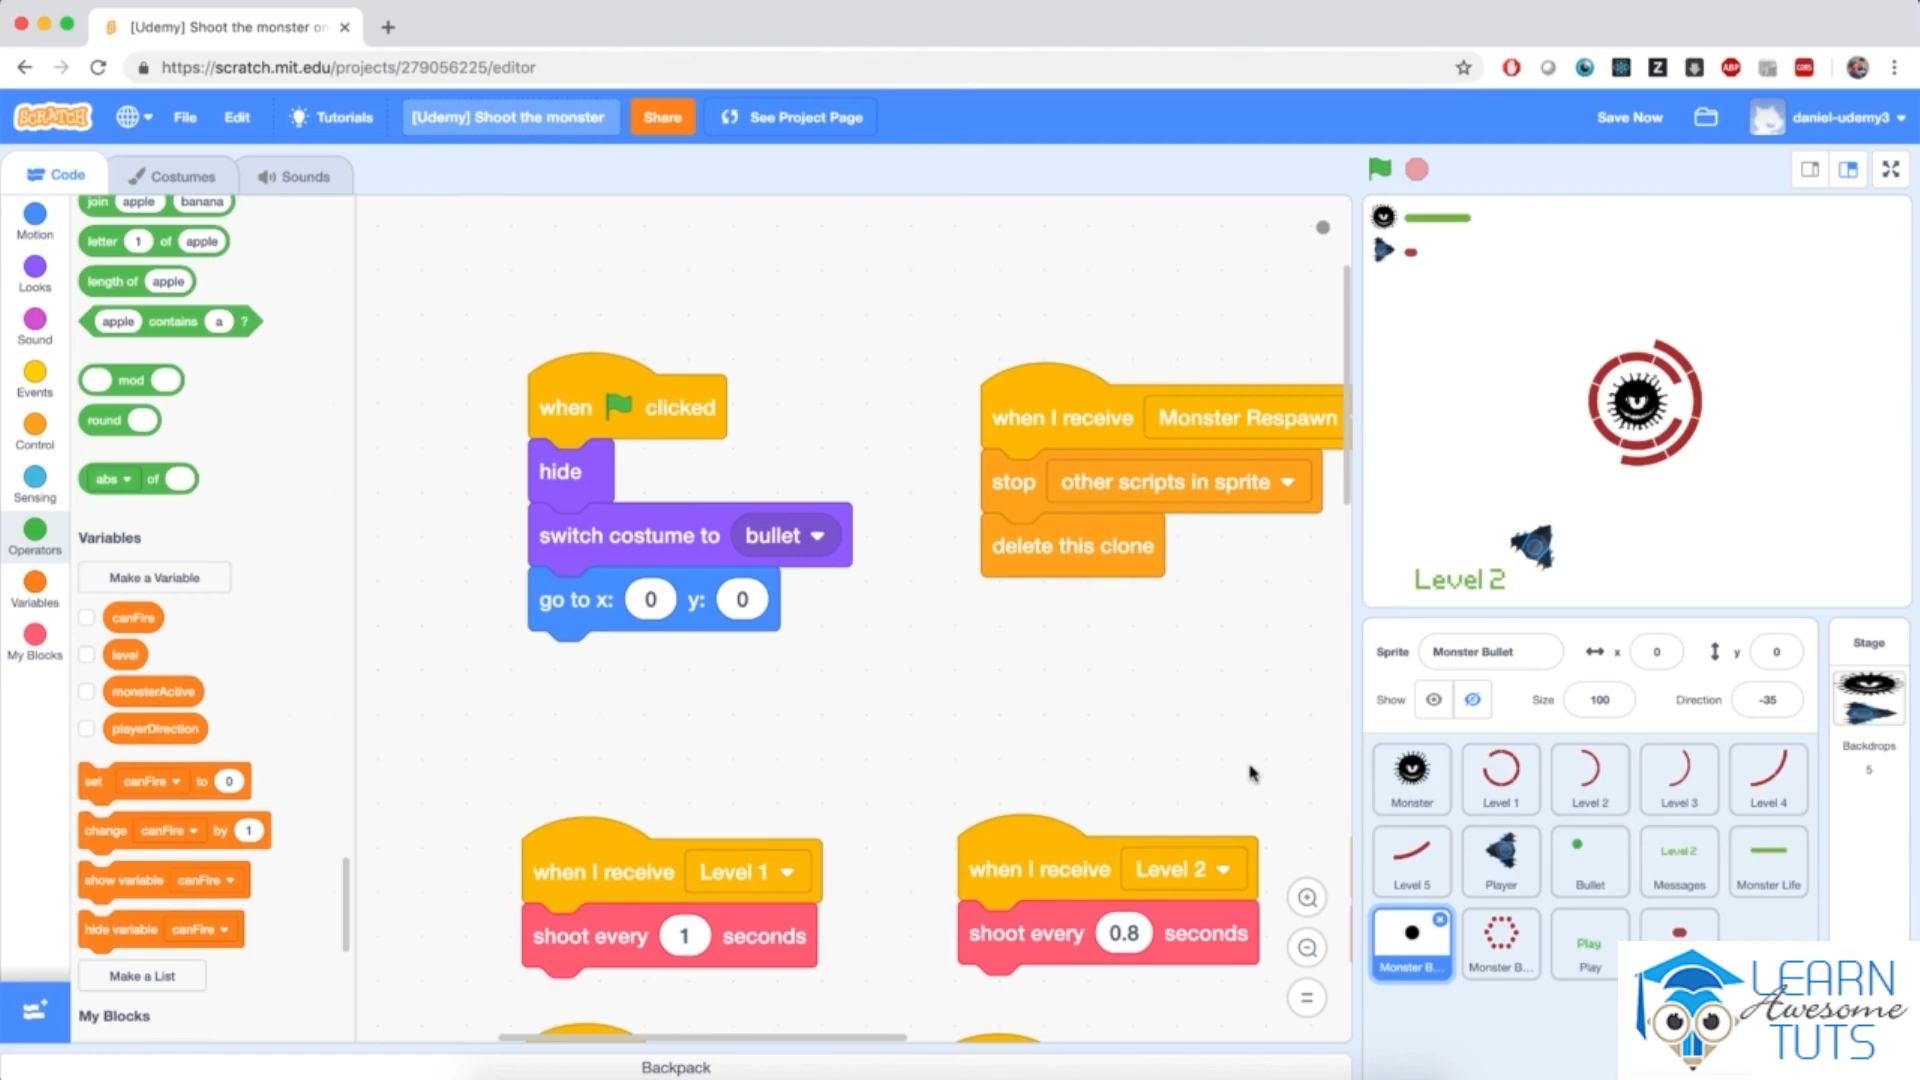 [Udemy] Shoot the monster on
https://scratch.mit.edu/projects/279056225/editor
ABP
CORS
SCRATCH
File
Edit
Tutorials
[Udemy] Shoot the monster
Share
See Project Page
Save Now
daniel-udemy3
Code
Costumes
Sounds
Motion
Looks
Sound
Events
Control
Sensing
Operators
Variables
My Blocks
join apple banana
letter 1 of apple
length of apple
apple contains a ?
mod
round
abs of
Variables
Make a Variable
canFire
level
monsterActive
playerDirection
set canFire to 0
change canFire by 1
show variable canFire
hide variable canFire
Make a List
My Blocks
when clicked
hide
switch costume to bullet
go to x: 0 y: 0
when I receive Monster Respawn
stop other scripts in sprite
delete this clone
when I receive Level 1
shoot every 1 seconds
when I receive Level 2
shoot every 0.8 seconds
Backpack
Level 2
Sprite Monster Bullet x 0 y 0
Show Size 100 Direction -35
Stage
Backdrops
5
Monster
Level 1
Level 2
Level 3
Level 4
Level 5
Player
Bullet
Level 2
Messages
Monster Life
Monster B...
Monster B...
Play
Play
LEARN
Awesome
TUTS